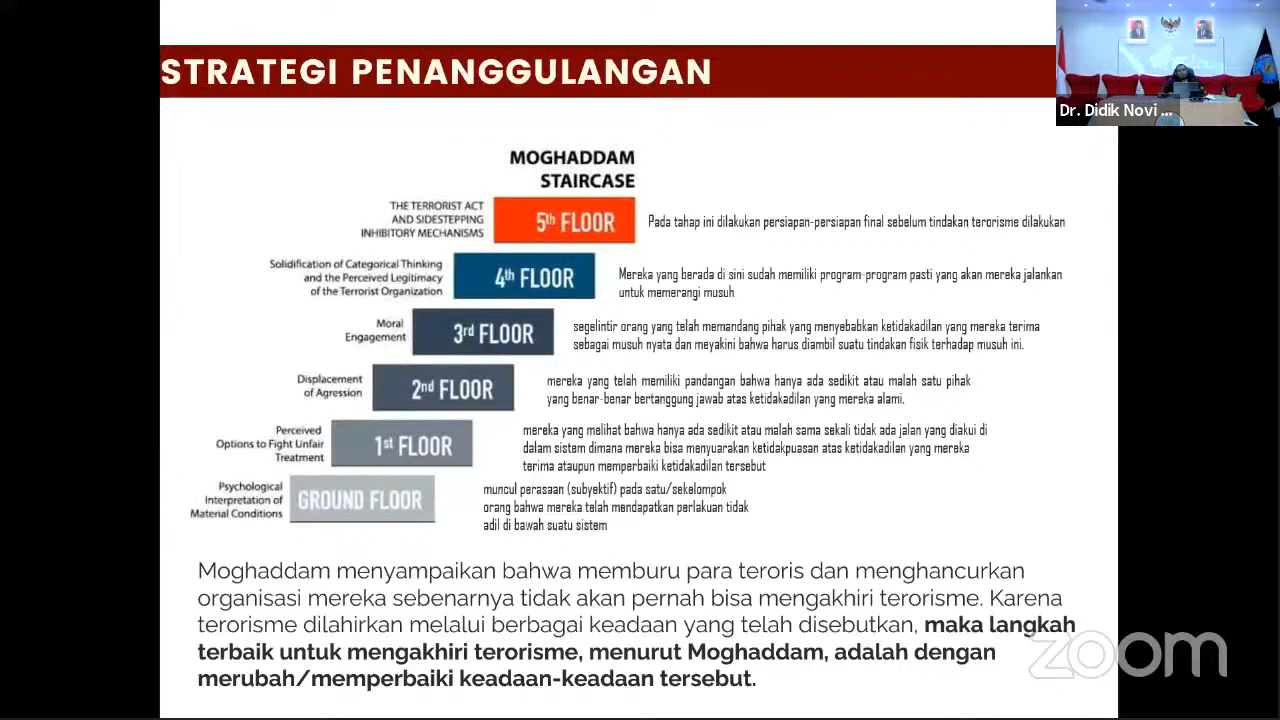 STRATEGI PENANGGULANGAN
Dr. Didik Novi ...
MOGHADDAM
STAIRCASE
THE TERRORIST ACT
AND SIDESTEPPING
INHIBITORY MECHANISMS
5th FLOOR
Pada tahap ini dilakukan persiapan-persiapan final sebelum tindakan terorisme dilakukan
Solidification of Categorical Thinking
and the Perceived Legitimacy
of the Terrorist Organization
4th FLOOR
Mereka yang berada di sini sudah memiliki program-program pasti yang akan mereka jalankan
untuk memerangi musuh
Moral
Engagement
3rd FLOOR
segelintir orang yang telah memandang pihak yang menyebabkan ketidakadilan yang mereka terima
sebagai musuh nyata dan meyakini bahwa harus diambil suatu tindakan fisik terhadap musuh ini.
Displacement
of Agression
2nd FLOOR
mereka yang telah memiliki pandangan bahwa hanya ada sedikit atau malah satu pihak
yang benar-benar bertanggung jawab atas ketidakadilan yang mereka alami.
Perceived
Options to Fight Unfair
Treatment
1st FLOOR
mereka yang melihat bahwa hanya ada sedikit atau malah sama sekali tidak ada jalan yang diakui di
dalam sistem dimana mereka bisa menyuarakan ketidakpuasan atas ketidakadilan yang mereka
terima ataupun memperbaiki ketidakadilan tersebut
Psychological
Interpretation of
Material Conditions
GROUND FLOOR
muncul perasaan (subyektif) pada satu/sekelompok
orang bahwa mereka telah mendapatkan perlakuan tidak
adil di bawah suatu sistem
Moghaddam menyampaikan bahwa memburu para teroris dan menghancurkan
organisasi mereka sebenarnya tidak akan pernah bisa mengakhiri terorisme. Karena
terorisme dilahirkan melalui berbagai keadaan yang telah disebutkan, maka langkah
terbaik untuk mengakhiri terorisme, menurut Moghaddam, adalah dengan
merubah/memperbaiki keadaan-keadaan tersebut.
zoom